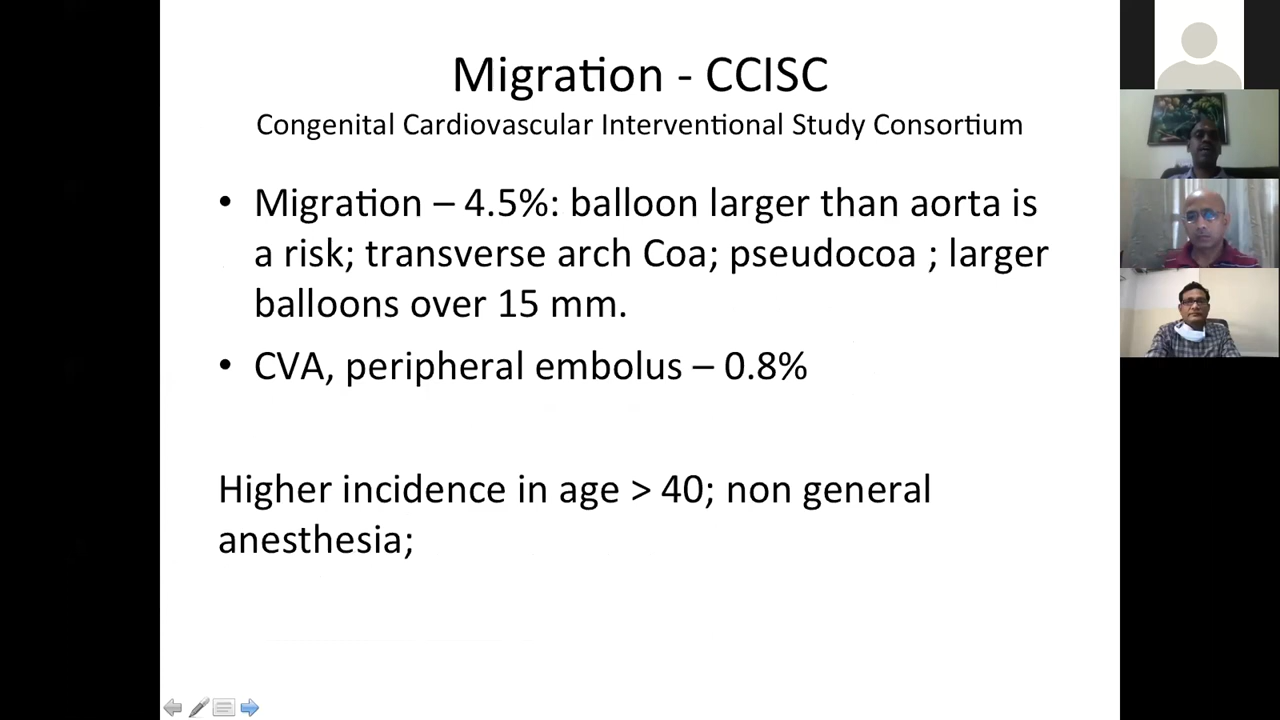 Migration - CCISC
Congenital Cardiovascular Interventional Study Consortium
• Migration – 4.5%: balloon larger than aorta is
a risk; transverse arch Coa; pseudocoa ; larger
balloons over 15 mm.
• CVA, peripheral embolus – 0.8%
Higher incidence in age > 40; non general
anesthesia;